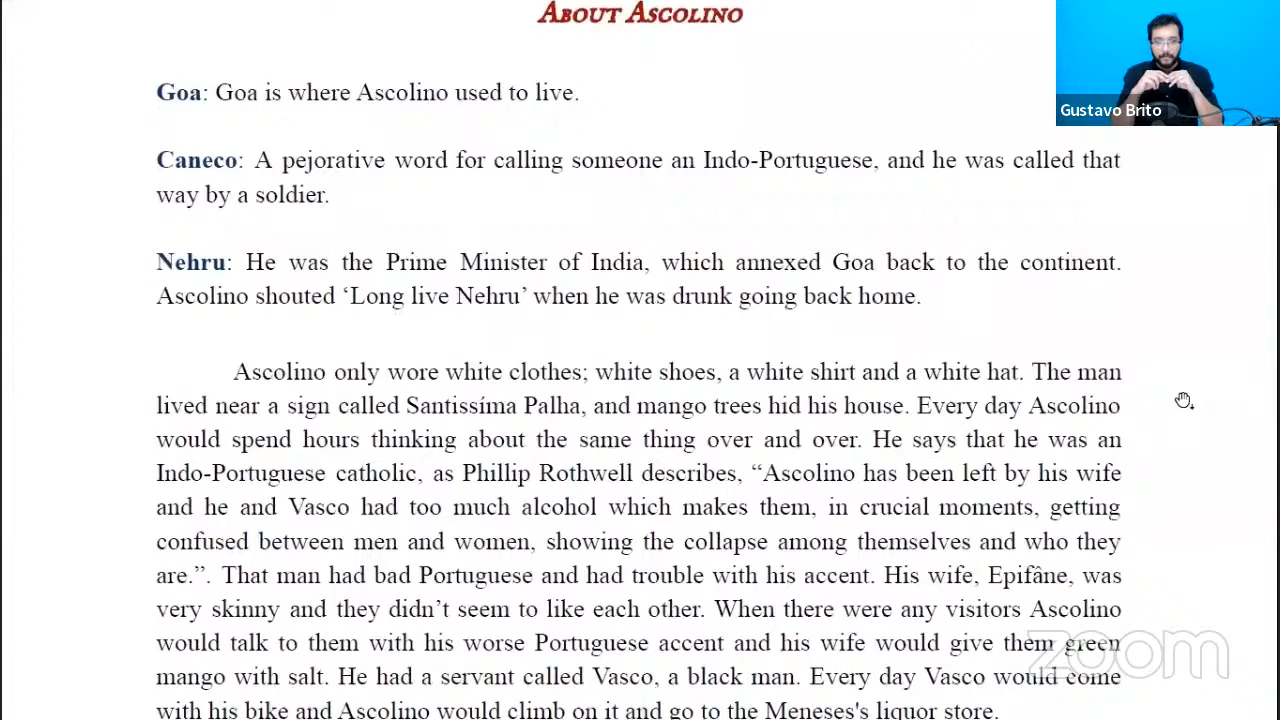 ABOUT ASCOLINO
Gustavo Brito
Goa: Goa is where Ascolino used to live.
Caneco: A pejorative word for calling someone an Indo-Portuguese, and he was called that
way by a soldier.
Nehru: He was the Prime Minister of India, which annexed Goa back to the continent.
Ascolino shouted ‘Long live Nehru’ when he was drunk going back home.
Ascolino only wore white clothes; white shoes, a white shirt and a white hat. The man
lived near a sign called Santissíma Palha, and mango trees hid his house. Every day Ascolino
would spend hours thinking about the same thing over and over. He says that he was an
Indo-Portuguese catholic, as Phillip Rothwell describes, “Ascolino has been left by his wife
and he and Vasco had too much alcohol which makes them, in crucial moments, getting
confused between men and women, showing the collapse among themselves and who they
are.”. That man had bad Portuguese and had trouble with his accent. His wife, Epifâne, was
very skinny and they didn’t seem to like each other. When there were any visitors Ascolino
would talk to them with his worse Portuguese accent and his wife would give them green
mango with salt. He had a servant called Vasco, a black man. Every day Vasco would come
with his bike and Ascolino would climb on it and go to the Meneses's liquor store.
zoom